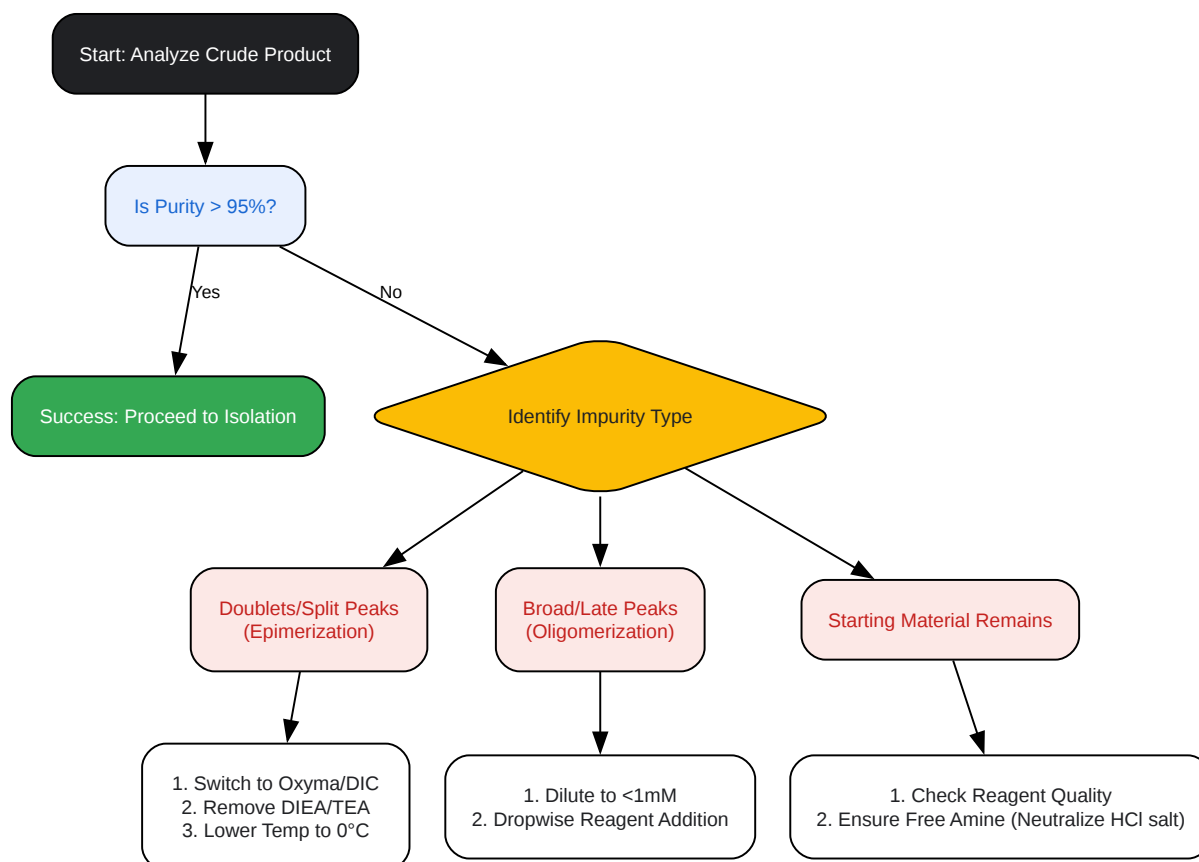 Start: Analyze Crude Product
Is Purity > 95%?
Yes
No
Success: Proceed to Isolation
Identify Impurity Type
Doublets/Split Peaks
(Epimerization)
Broad/Late Peaks
(Oligomerization)
Starting Material Remains
1. Switch to Oxyma/DIC
2. Remove DIEA/TEA
3. Lower Temp to 0°C
1. Dilute to <1mM
2. Dropwise Reagent Addition
1. Check Reagent Quality
2. Ensure Free Amine (Neutralize HCl salt)